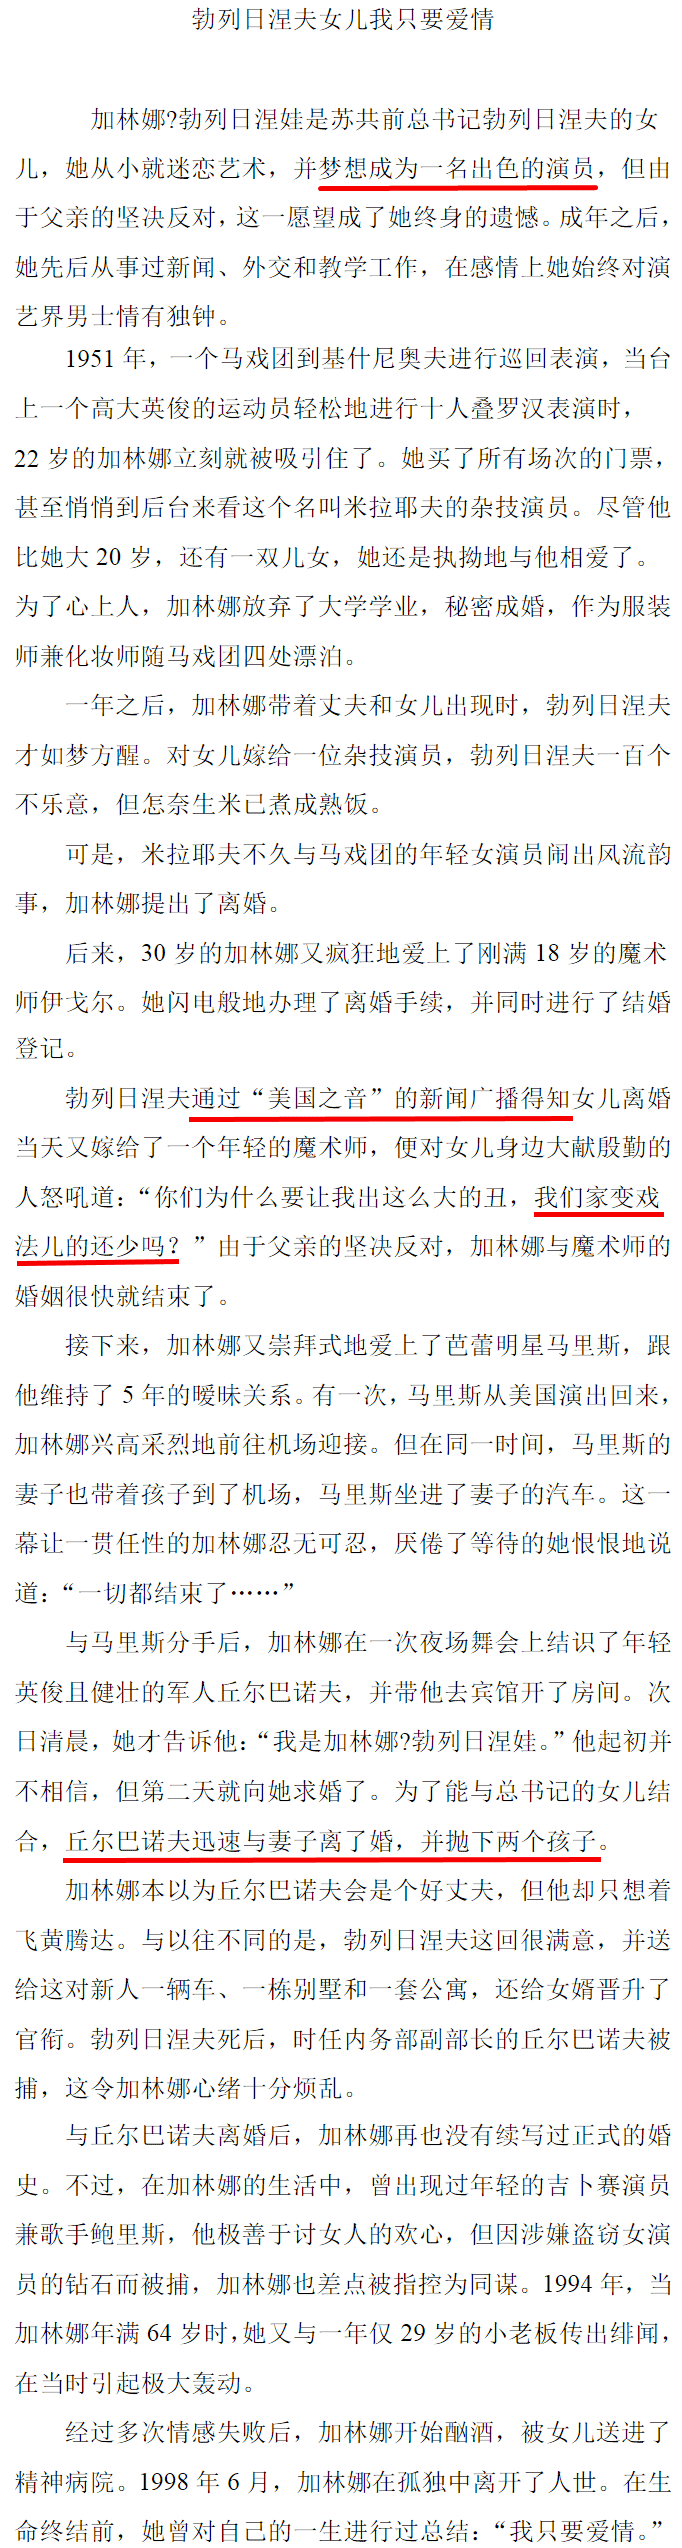 勃列日涅夫女儿我只要爱情
加林娜?勃列日涅娃是苏共前总书记勃列日涅夫的女
儿，她从小就迷恋艺术，并梦想成为一名出色的演员，但由
于父亲的坚决反对，这一愿望成了她终身的遗憾。成年之后，
她先后从事过新闻、外交和教学工作，在感情上她始终对演
艺界男士情有独钟。
1951 年，一个马戏团到基什尼奥夫进行巡回表演，当台
上一个高大英俊的运动员轻松地进行十人叠罗汉表演时，
22 岁的加林娜立刻就被吸引住了。她买了所有场次的门票，
甚至悄悄到后台来看这个名叫米拉耶夫的杂技演员。尽管他
比她大 20 岁，还有一双儿女，她还是执拗地与他相爱了。
为了心上人，加林娜放弃了大学学业，秘密成婚，作为服装
师兼化妆师随马戏团四处漂泊。
一年之后，加林娜带着丈夫和女儿出现时，勃列日涅夫
才如梦方醒。对女儿嫁给一位杂技演员，勃列日涅夫一百个
不乐意，但怎奈生米已煮成熟饭。
可是，米拉耶夫不久与马戏团的年轻女演员闹出风流韵
事，加林娜提出了离婚。
后来，30 岁的加林娜又疯狂地爱上了刚满 18 岁的魔术
师伊戈尔。她闪电般地办理了离婚手续，并同时进行了结婚
登记。
勃列日涅夫通过“美国之音”的新闻广播得知女儿离婚
当天又嫁给了一个年轻的魔术师，便对女儿身边大献殷勤的
人怒吼道：“你们为什么要让我出这么大的丑，我们家变戏
法儿的还少吗？”由于父亲的坚决反对，加林娜与魔术师的
婚姻很快就结束了。
接下来，加林娜又崇拜式地爱上了芭蕾明星马里斯，跟
他维持了 5 年的暧昧关系。有一次，马里斯从美国演出回来，
加林娜兴高采烈地前往机场迎接。但在同一时间，马里斯的
妻子也带着孩子到了机场，马里斯坐进了妻子的汽车。这一
幕让一贯任性的加林娜忍无可忍，厌倦了等待的她恨恨地说
道：“一切都结束了……”
与马里斯分手后，加林娜在一次夜场舞会上结识了年轻
英俊且健壮的军人丘尔巴诺夫，并带他去宾馆开了房间。次
日清晨，她才告诉他：“我是加林娜?勃列日涅娃。”他起初并
不相信，但第二天就向她求婚了。为了能与总书记的女儿结
合，丘尔巴诺夫迅速与妻子离了婚，并抛下两个孩子。
加林娜本以为丘尔巴诺夫会是个好丈夫，但他却只想着
飞黄腾达。与以往不同的是，勃列日涅夫这回很满意，并送
给这对新人一辆车、一栋别墅和一套公寓，还给女婿晋升了
官衔。勃列日涅夫死后，时任内务部副部长的丘尔巴诺夫被
捕，这令加林娜心绪十分烦乱。
与丘尔巴诺夫离婚后，加林娜再也没有续写过正式的婚
史。不过，在加林娜的生活中，曾出现过年轻的吉卜赛演员
兼歌手鲍里斯，他极善于讨女人的欢心，但因涉嫌盗窃女演
员的钻石而被捕，加林娜也差点被指控为同谋。1994 年，当
加林娜年满 64 岁时，她又与一年仅 29 岁的小老板传出绯闻，
在当时引起极大轰动。
经过多次情感失败后，加林娜开始酗酒，被女儿送进了
精神病院。1998 年 6 月，加林娜在孤独中离开了人世。在生
命终结前，她曾对自己的一生进行过总结：“我只要爱情。”